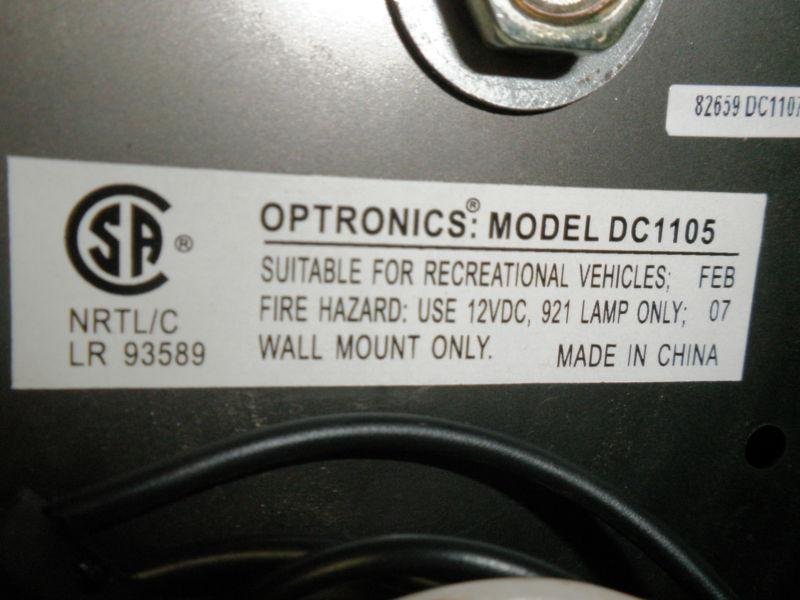 82659 DC1107
CSA®
NRTL/C
LR 93589
OPTRONICS®: MODEL DC1105
SUITABLE FOR RECREATIONAL VEHICLES; FEB
FIRE HAZARD: USE 12VDC, 921 LAMP ONLY; 07
WALL MOUNT ONLY. MADE IN CHINA